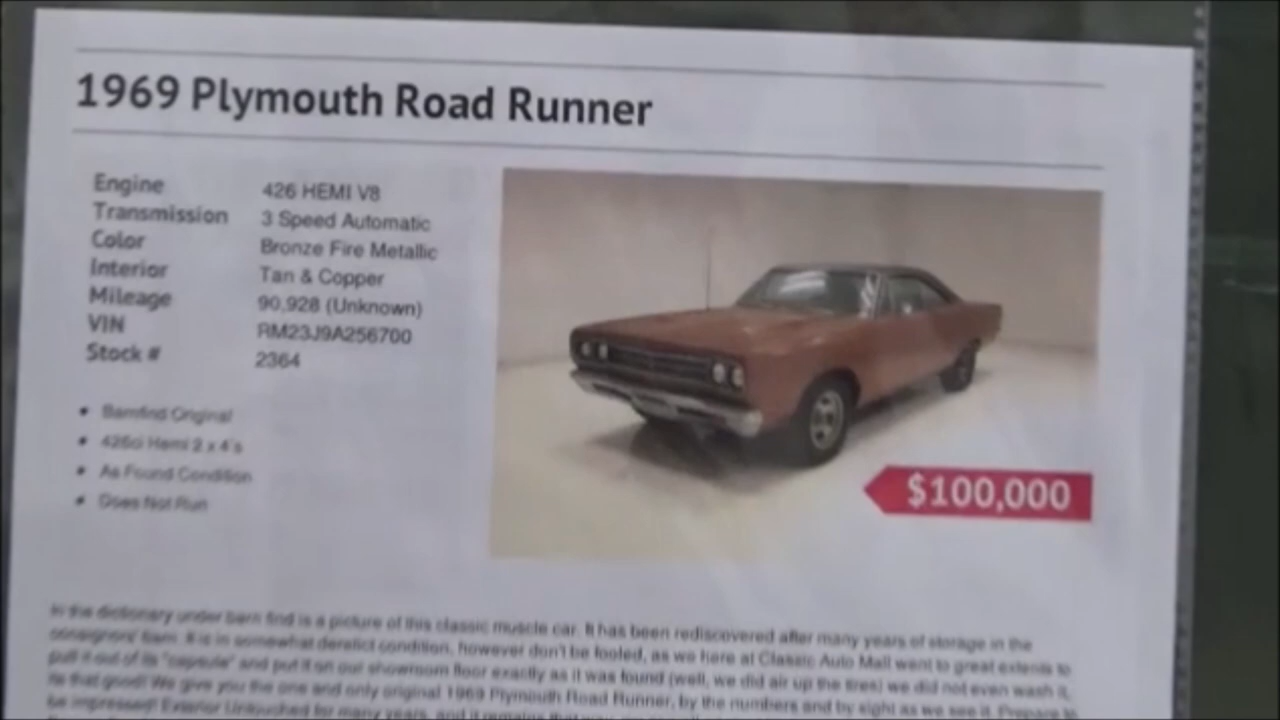 1969 Plymouth Road Runner
Engine 426 HEMI V8
Transmission 3 Speed Automatic
Color Bronze Fire Metallic
Interior Tan & Copper
Mileage 90,928 (Unknown)
VIN RM23J9A256700
Stock # 2364
• Barnfind Original
• 426ci Hemi 2 x 4's
• As Found Condition
• Does Not Run
$100,000
In the dictionary under barn find is a picture of this classic muscle car. It has been rediscovered after many years of storage in the
consignors' barn. It is in somewhat derelict condition, however don't be fooled, as we here at Classic Auto Mall went to great extents to
pull it out of its "capsule" and put it on our showroom floor exactly as it was found (well, we did air up the tires) we did not even wash it,
its that good! We give you the one and only original 1969 Plymouth Road Runner, by the numbers and by sight as we see it. Prepare to
be impressed! Exterior Untouched for many years, and it remains that way